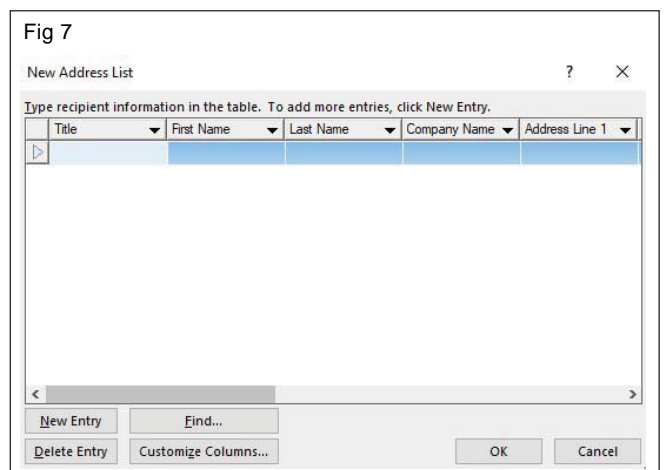 Fig 7
New Address List ? ×
Type recipient information in the table. To add more entries, click New Entry.
Title First Name Last Name Company Name Address Line 1
New Entry Find...
Delete Entry Customize Columns... OK Cancel